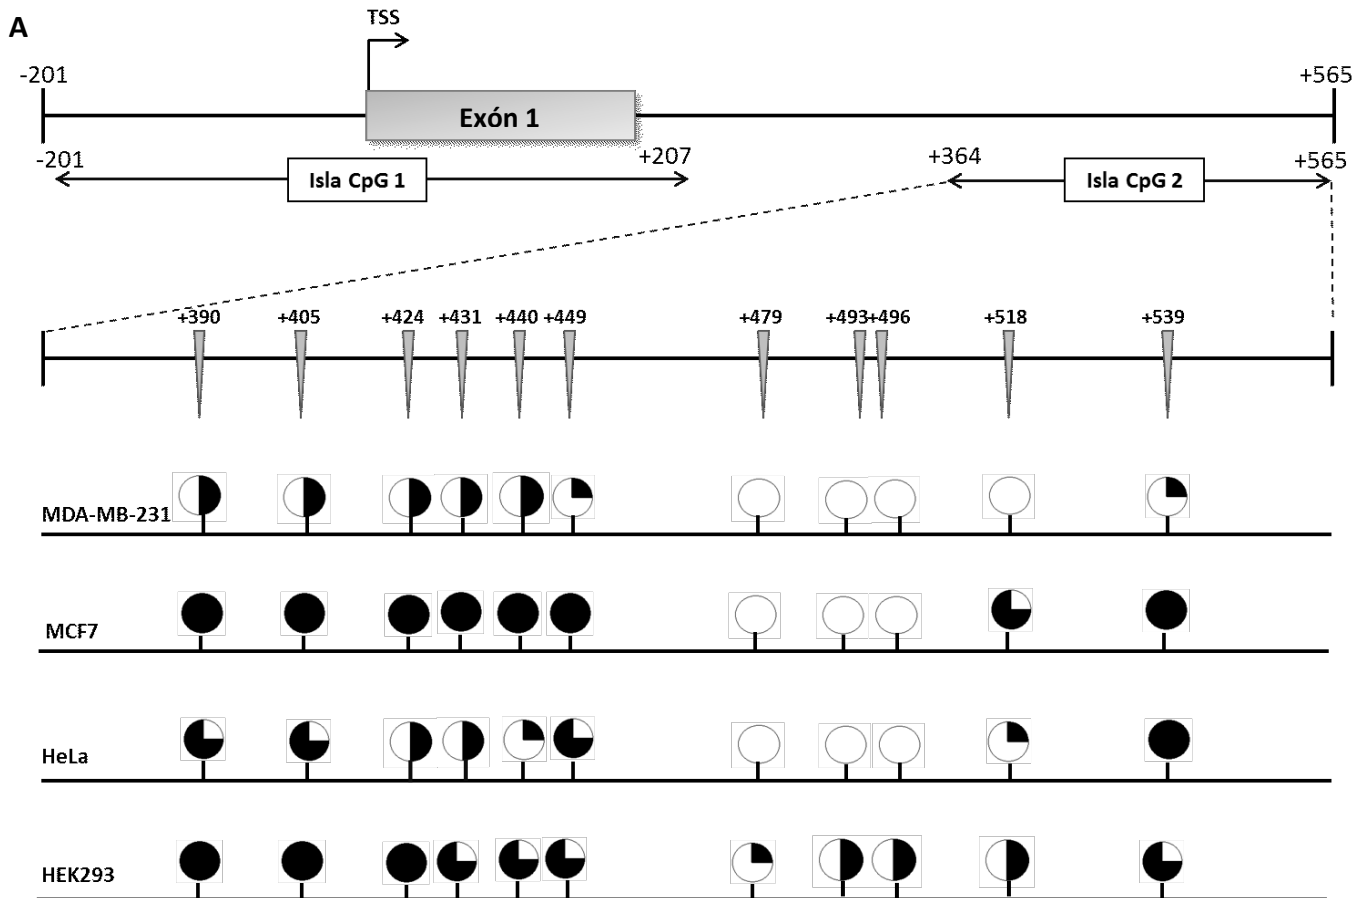 A
TSS
-201
+565
Exón 1
-201
+207
+364
+565
Isla CpG 1
Isla CpG 2
+390
+405
+424
+431
+440
+449
+479
+493
+496
+518
+539
MDA-MB-231
MCF7
HeLa
HEK293